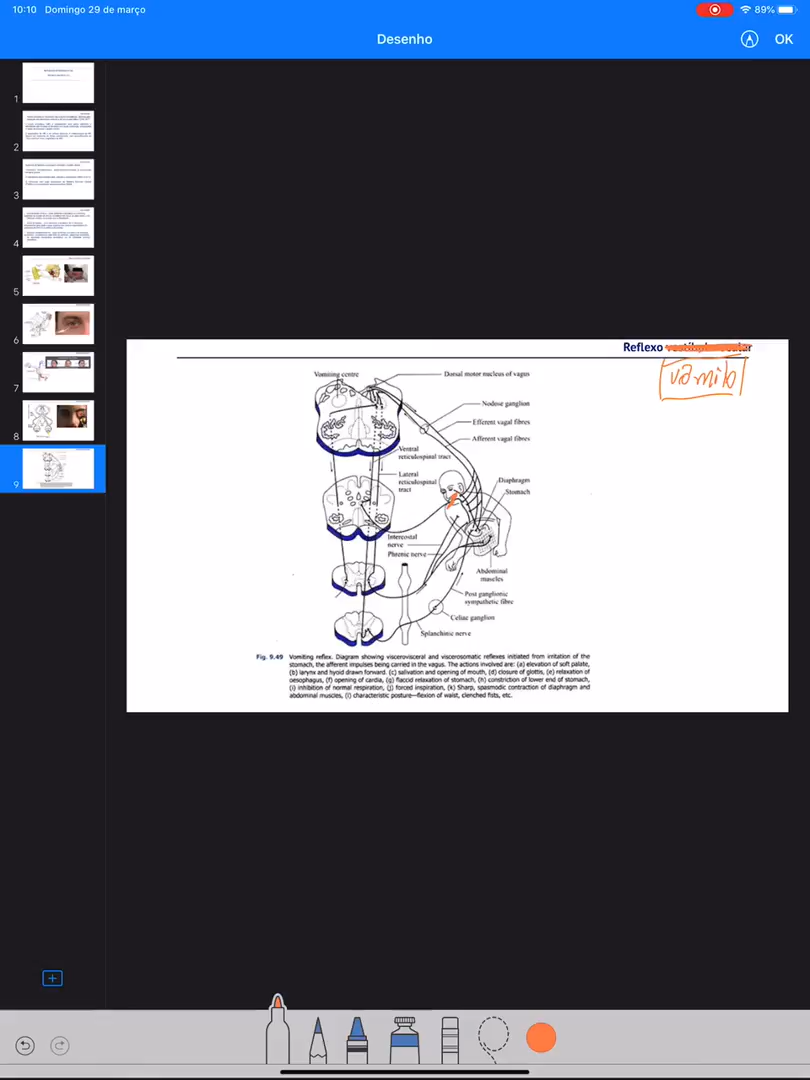 10:10 Domingo 29 de março
89%
Desenho
OK
1
2
3
4
5
6
7
8
9
Reflexo
vômito
Vomiting centre
Dorsal motor nucleus of vagus
Nodose ganglion
Efferent vagal fibres
Afferent vagal fibres
Ventral
reticulospinal tract
Lateral
reticulospinal
tract
Diaphragm
Stomach
Intercostal
nerve
Phrenic nerve
Abdominal
muscles
Post ganglionic
sympathetic fibre
Celiac ganglion
Splanchinic nerve
Fig. 9.49 Vomiting reflex. Diagram showing viscerovisceral and viscerosomatic reflexes initiated from irritation of the
stomach, the afferent impulses being carried in the vagus. The actions involved are: (a) elevation of soft palate,
(b) larynx and hyoid drawn forward. (c) salivation and opening of mouth, (d) closure of glottis, (e) relaxation of
oesophagus, (f) opening of cardia, (g) flaccid relaxation of stomach, (h) constriction of lower end of stomach,
(i) inhibition of normal respiration, (j) forced inspiration, (k) Sharp, spasmodic contraction of diaphragm and
abdominal muscles, (l) characteristic posture—flexion of waist, clenched fists, etc.